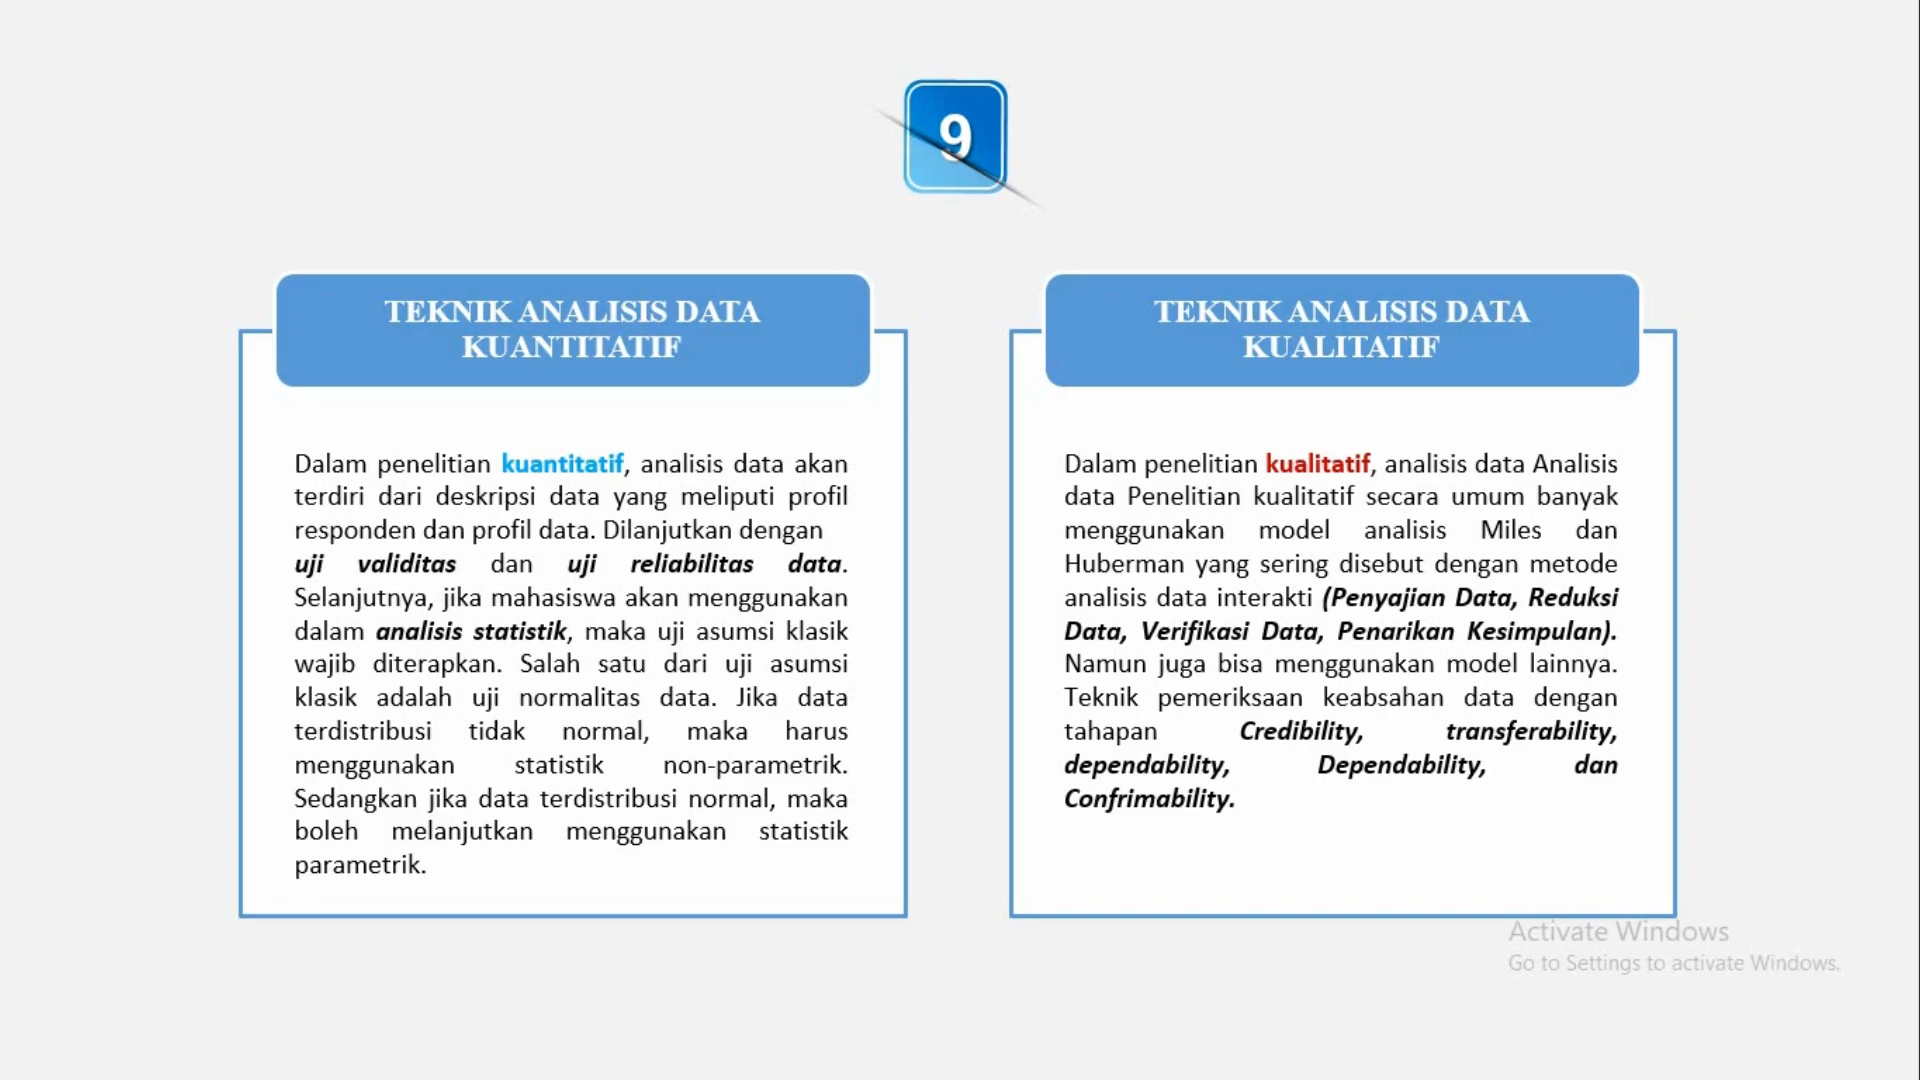 9
TEKNIK ANALISIS DATA
KUANTITATIF
Dalam penelitian kuantitatif, analisis data akan
terdiri dari deskripsi data yang meliputi profil
responden dan profil data. Dilanjutkan dengan
uji validitas dan uji reliabilitas data.
Selanjutnya, jika mahasiswa akan menggunakan
dalam analisis statistik, maka uji asumsi klasik
wajib diterapkan. Salah satu dari uji asumsi
klasik adalah uji normalitas data. Jika data
terdistribusi tidak normal, maka harus
menggunakan statistik non-parametrik.
Sedangkan jika data terdistribusi normal, maka
boleh melanjutkan menggunakan statistik
parametrik.
TEKNIK ANALISIS DATA
KUALITATIF
Dalam penelitian kualitatif, analisis data Analisis
data Penelitian kualitatif secara umum banyak
menggunakan model analisis Miles dan
Huberman yang sering disebut dengan metode
analisis data interakti (Penyajian Data, Reduksi
Data, Verifikasi Data, Penarikan Kesimpulan).
Namun juga bisa menggunakan model lainnya.
Teknik pemeriksaan keabsahan data dengan
tahapan Credibility, transferability,
dependability, Dependability, dan
Confrimability.
Activate Windows
Go to Settings to activate Windows.